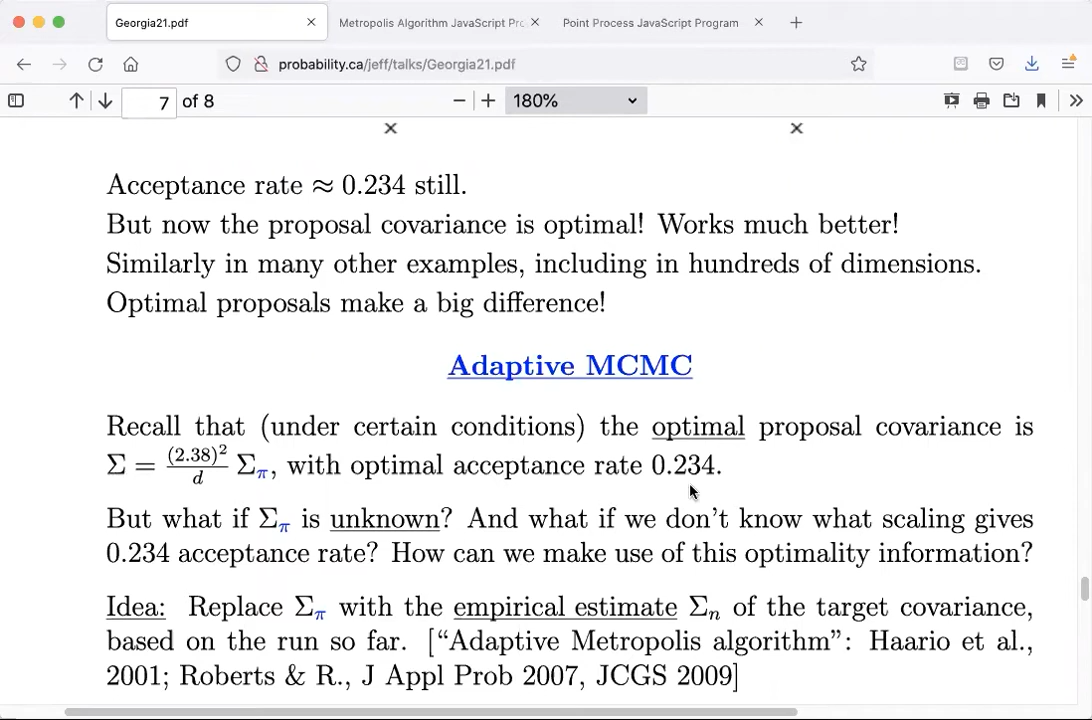 Georgia21.pdf
Metropolis Algorithm JavaScript Pro
Point Process JavaScript Program
probability.ca/jeff/talks/Georgia21.pdf
7 of 8
180%
Acceptance rate ≈ 0.234 still.
But now the proposal covariance is optimal! Works much better!
Similarly in many other examples, including in hundreds of dimensions.
Optimal proposals make a big difference!
Adaptive MCMC
Recall that (under certain conditions) the optimal proposal covariance is
Σ = (2.38)²/d Σπ, with optimal acceptance rate 0.234.
But what if Σπ is unknown? And what if we don't know what scaling gives
0.234 acceptance rate? How can we make use of this optimality information?
Idea: Replace Σπ with the empirical estimate Σn of the target covariance,
based on the run so far. ["Adaptive Metropolis algorithm": Haario et al.,
2001; Roberts & R., J Appl Prob 2007, JCGS 2009]